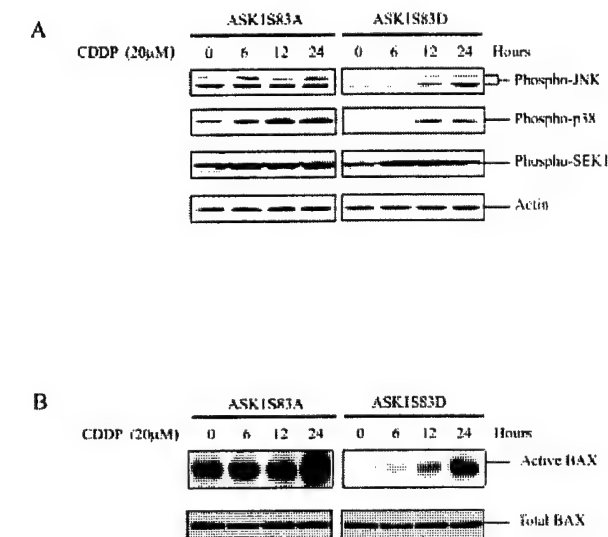 A
ASK1S83A ASK1S83D
CDDP (20μM) 0 6 12 24 0 6 12 24 Hours
Phospho-JNK
Phospho-p38
Phospho-SEK1
Actin
B
ASK1S83A ASK1S83D
CDDP (20μM) 0 6 12 24 0 6 12 24 Hours
Active BAX
Total BAX